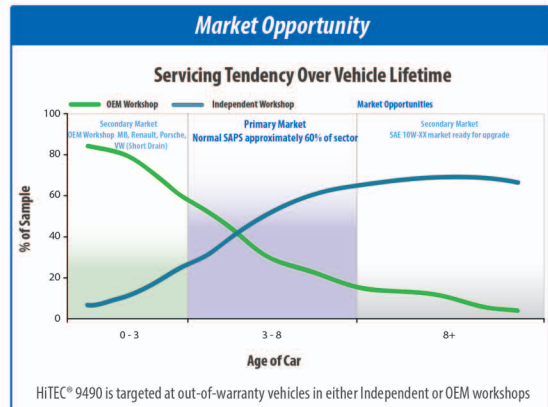 Market Opportunity
Servicing Tendency Over Vehicle Lifetime
OEM Workshop
Independent Workshop
Market Opportunities
Secondary Market
OEM Workshop MB, Renault, Porsche,
VW (Short Drain)
Primary Market
Normal SAPS approximately 60% of sector
Secondary Market
SAE 10W-XX market ready for upgrade
% of Sample
100
80
60
40
20
0
0 - 3
3 - 8
8+
Age of Car
HiTEC® 9490 is targeted at out-of-warranty vehicles in either Independent or OEM workshops